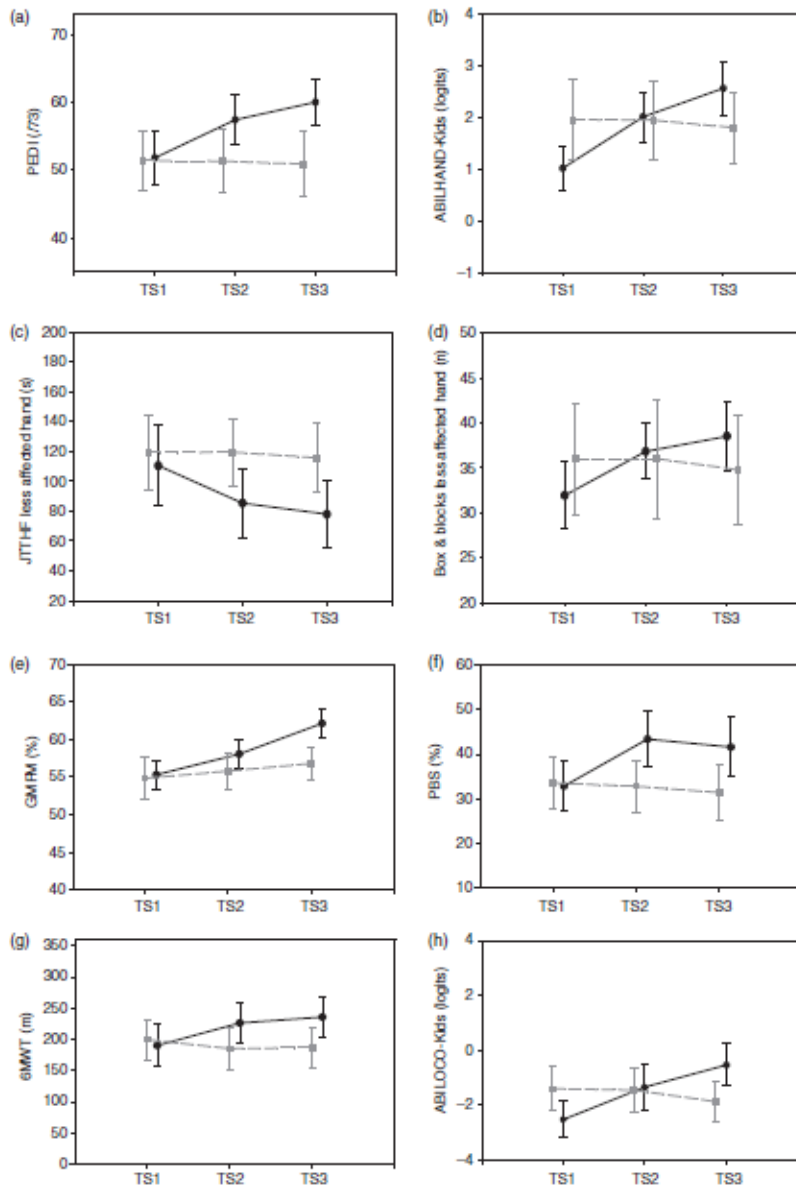 (a)
70
60
50
40
PEDI (/73)
TS1 TS2 TS3
(b)
4
3
2
1
0
–1
ABILHAND-Kids (logits)
TS1 TS2 TS3
(c)
200
180
160
140
120
100
80
60
40
20
JTTHF less affected hand (s)
TS1 TS2 TS3
(d)
50
45
40
35
30
25
20
Box & blocks less affected hand (n)
TS1 TS2 TS3
(e)
70
65
60
55
50
45
40
GMFM (%)
TS1 TS2 TS3
(f)
60
50
40
30
20
10
PBS (%)
TS1 TS2 TS3
(g)
350
300
250
200
150
100
50
0
6MWT (m)
TS1 TS2 TS3
(h)
4
2
0
–2
–4
ABILOCO-Kids (logits)
TS1 TS2 TS3